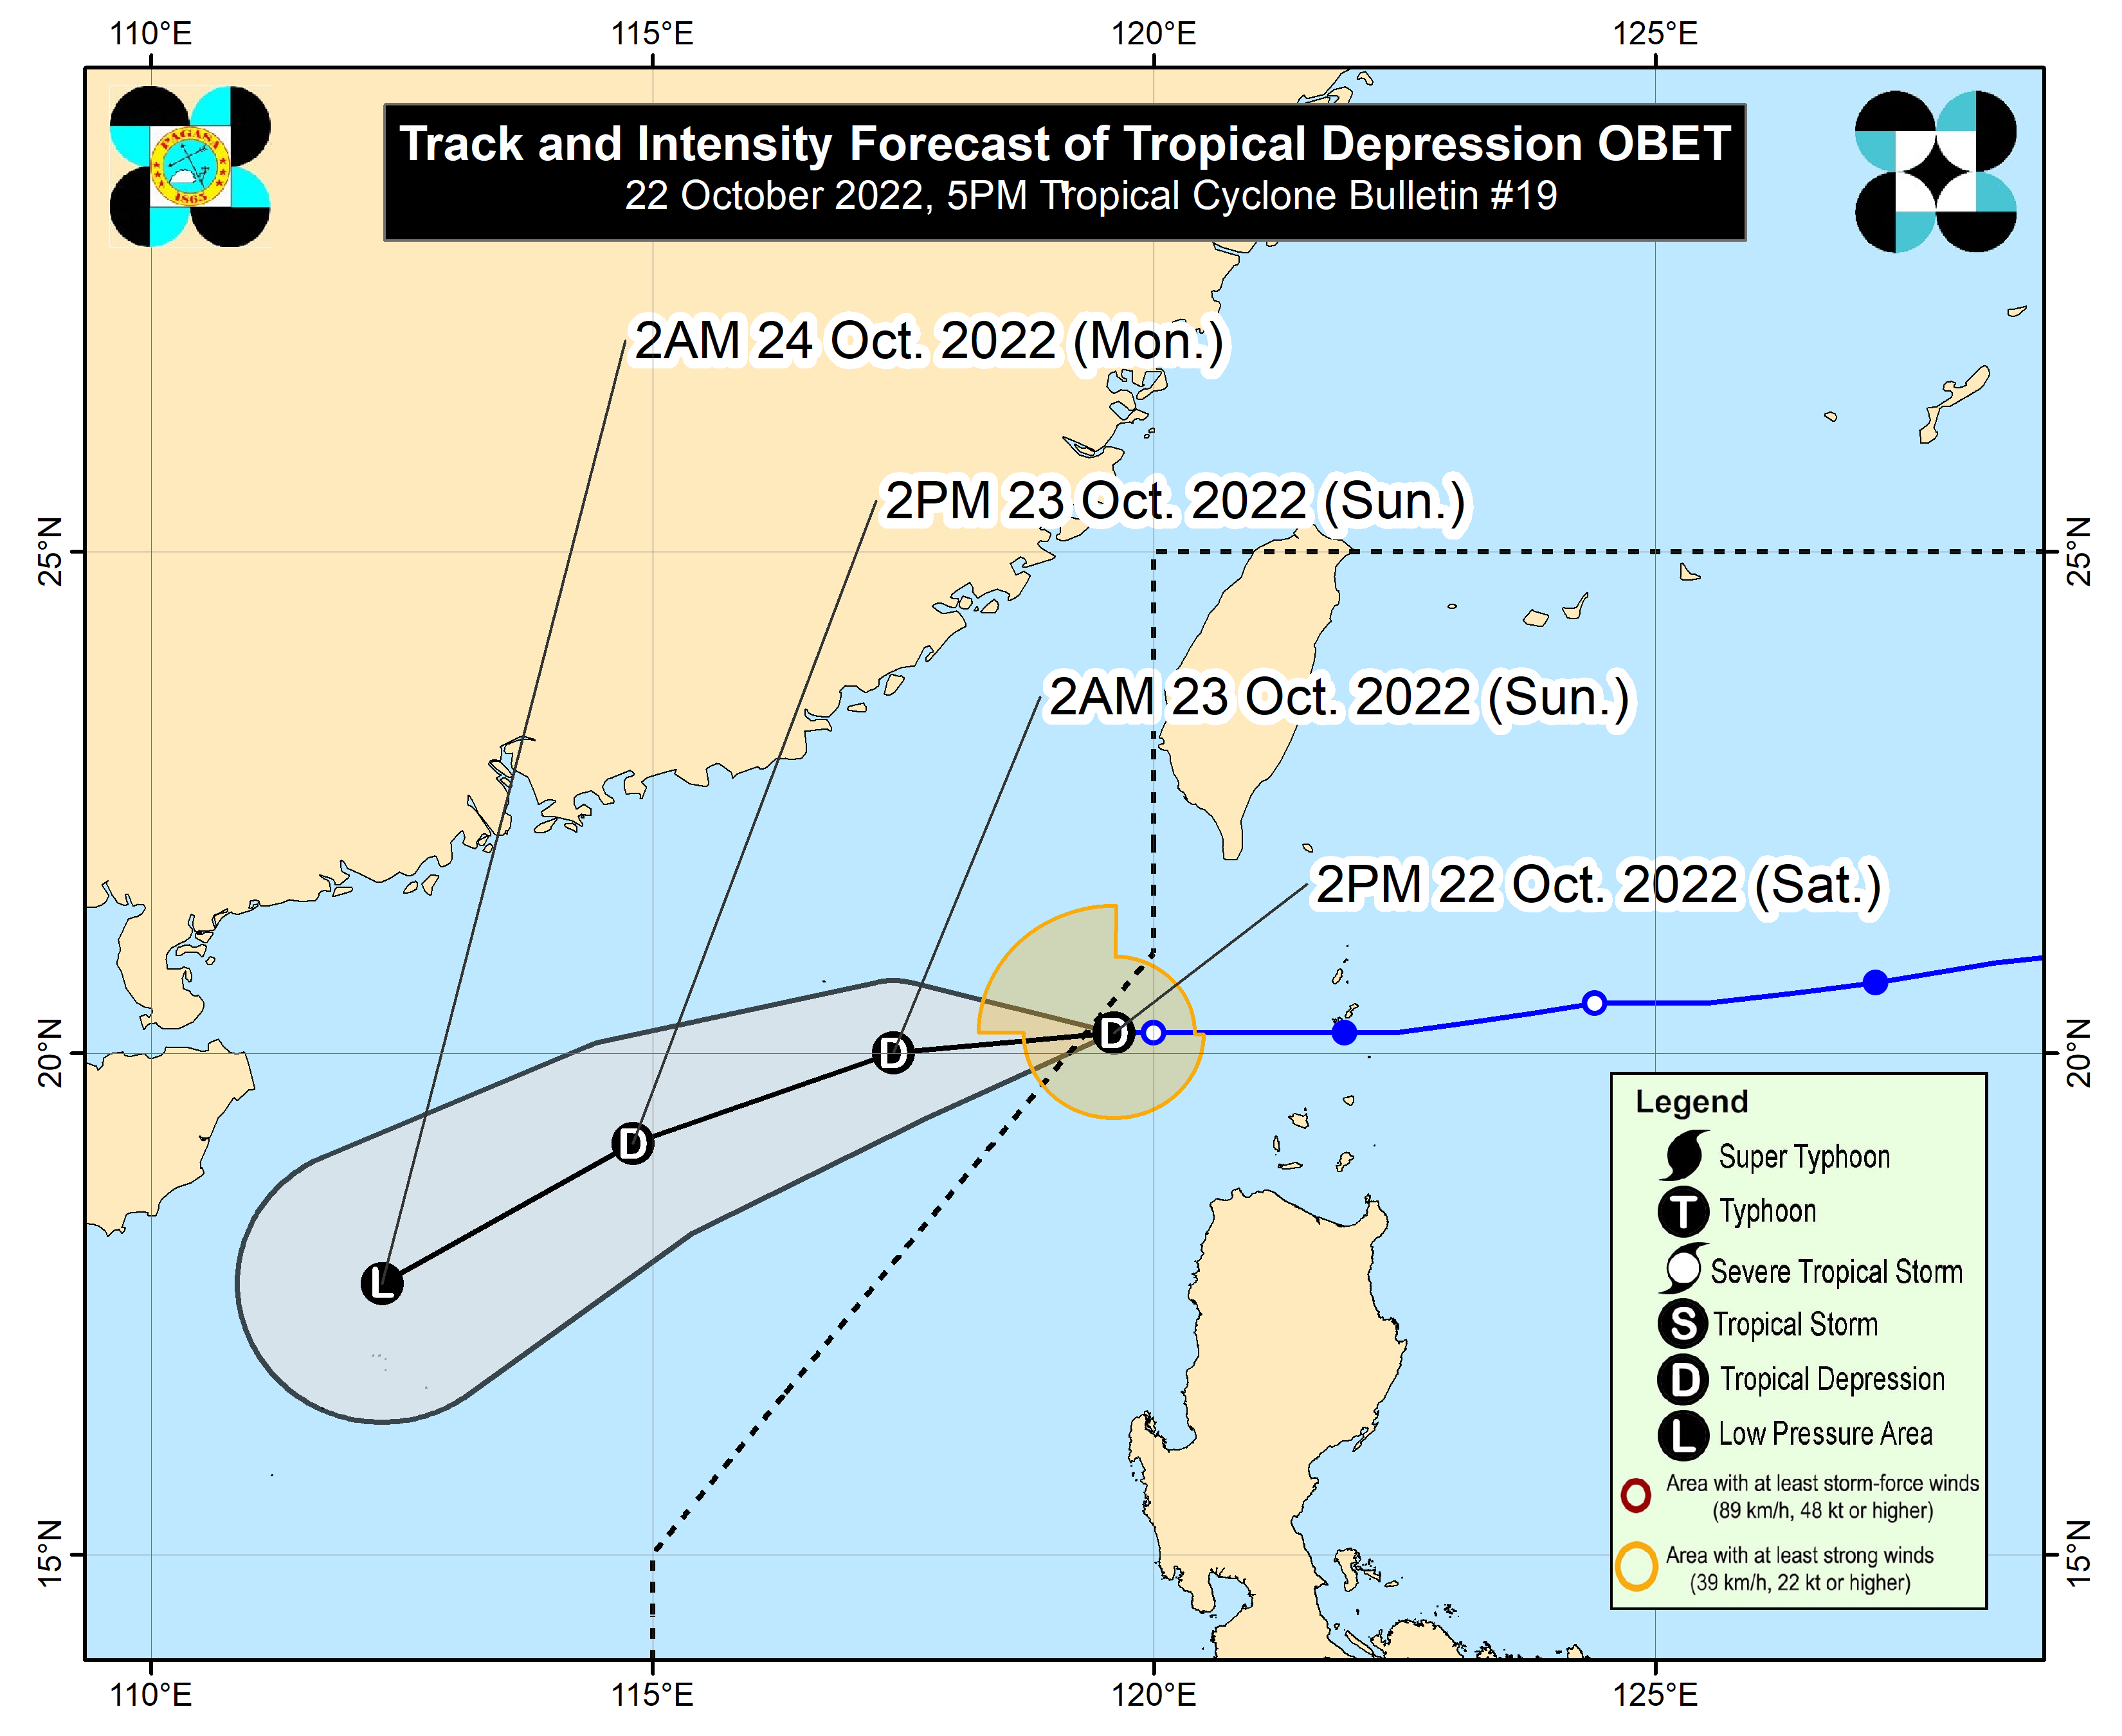 110°E 115°E 120°E 125°E
PAGASA
1865
Track and Intensity Forecast of Tropical Depression OBET
22 October 2022, 5PM Tropical Cyclone Bulletin #19
2AM 24 Oct. 2022 (Mon.)
2PM 23 Oct. 2022 (Sun.)
25°N 25°N
2AM 23 Oct. 2022 (Sun.)
2PM 22 Oct. 2022 (Sat.)
D
D
D
L
20°N 20°N
Legend
Super Typhoon
T Typhoon
Severe Tropical Storm
S Tropical Storm
D Tropical Depression
L Low Pressure Area
Area with at least storm-force winds
(89 km/h, 48 kt or higher)
Area with at least strong winds
(39 km/h, 22 kt or higher)
15°N 15°N
110°E 115°E 120°E 125°E